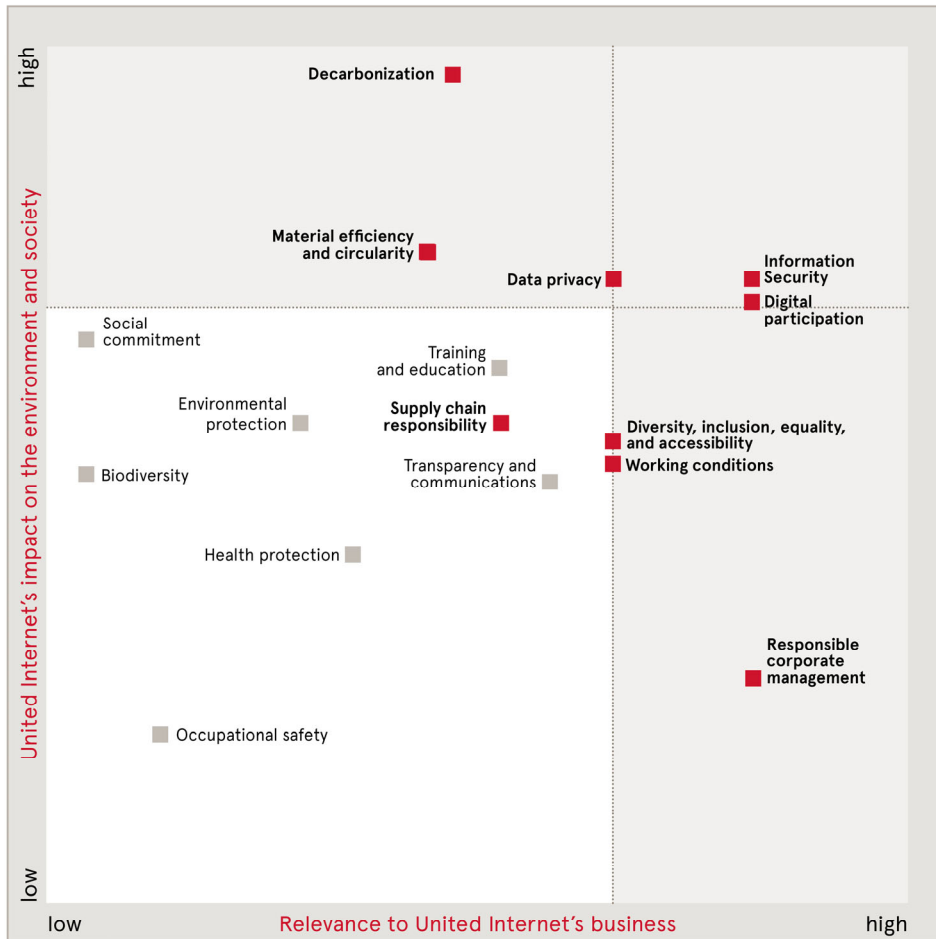 high
Decarbonization
Material efficiency
and circularity
Data privacy
Information
Security
Digital
participation
Social
commitment
Training
and education
Environmental
protection
Supply chain
responsibility
Diversity, inclusion, equality,
and accessibility
Working conditions
Biodiversity
Transparency and
communications
Health protection
Responsible
corporate
management
Occupational safety
United Internet's impact on the environment and society
low
low
Relevance to United Internet's business
high